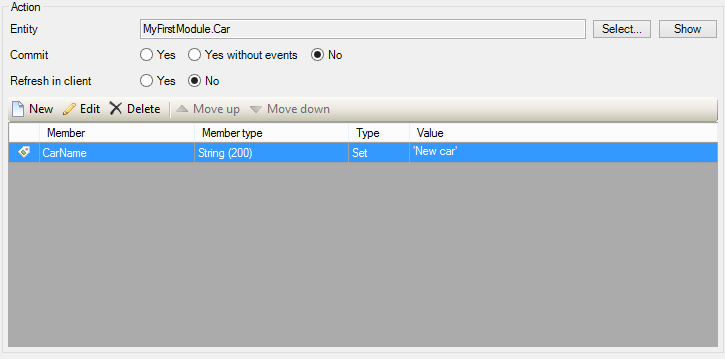 Action
Entity MyFirstModule.Car Select... Show
Commit Yes Yes without events No
Refresh in client Yes No
New Edit Delete Move up Move down
Member Member type Type Value
CarName String (200) Set 'New car'